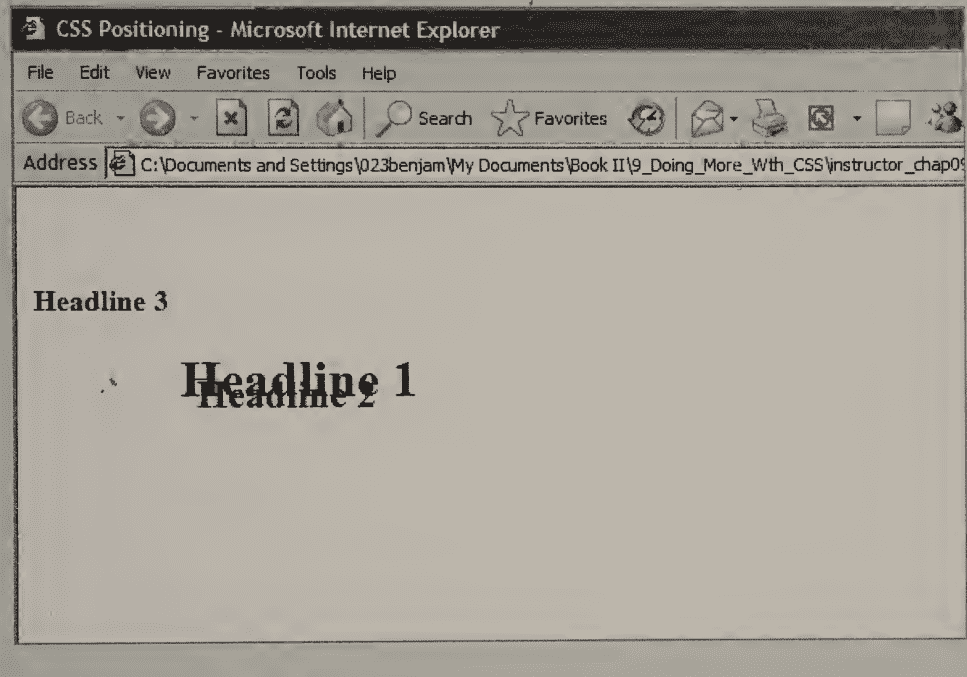 CSS Positioning - Microsoft Internet Explorer
File Edit View Favorites Tools Help
Back Search Favorites
Address C:\Documents and Settings\023benjam\My Documents\Book II\9_Doing_More_Wth_CSS\instructor_chap09
Headline 3
Headline 1
Headline 2